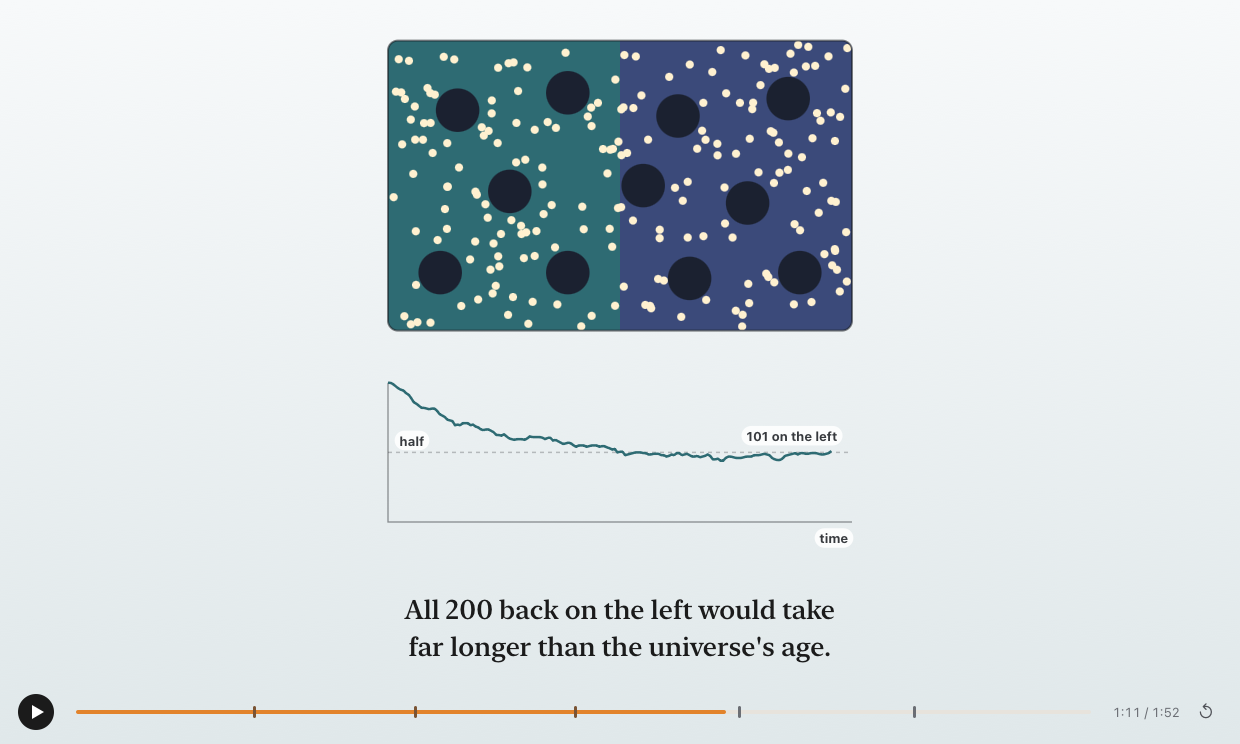 half
101 on the left
time
All 200 back on the left would take
far longer than the universe's age.
1:11 / 1:52